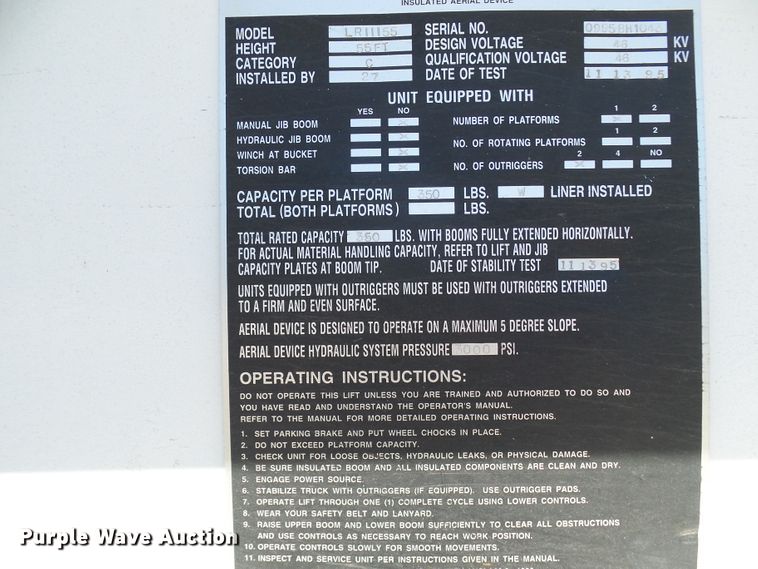 INSULATED AERIAL DEVICE
MODEL LRIII55 SERIAL NO.
HEIGHT 55FT DESIGN VOLTAGE 46 KV
CATEGORY C QUALIFICATION VOLTAGE 46 KV
INSTALLED BY 27 DATE OF TEST 11 13 95
UNIT EQUIPPED WITH
YES NO 1 2
MANUAL JIB BOOM X NUMBER OF PLATFORMS X
HYDRAULIC JIB BOOM X 1 2
NO. OF ROTATING PLATFORMS
WINCH AT BUCKET X 2 4 NO
TORSION BAR X NO. OF OUTRIGGERS X
CAPACITY PER PLATFORM 350 LBS. W LINER INSTALLED
TOTAL (BOTH PLATFORMS) LBS.
TOTAL RATED CAPACITY 350 LBS. WITH BOOMS FULLY EXTENDED HORIZONTALLY.
FOR ACTUAL MATERIAL HANDLING CAPACITY, REFER TO LIFT AND JIB
CAPACITY PLATES AT BOOM TIP. DATE OF STABILITY TEST 11 13 95
UNITS EQUIPPED WITH OUTRIGGERS MUST BE USED WITH OUTRIGGERS EXTENDED
TO A FIRM AND EVEN SURFACE.
AERIAL DEVICE IS DESIGNED TO OPERATE ON A MAXIMUM 5 DEGREE SLOPE.
AERIAL DEVICE HYDRAULIC SYSTEM PRESSURE 3000 PSI.
OPERATING INSTRUCTIONS:
DO NOT OPERATE THIS LIFT UNLESS YOU ARE TRAINED AND AUTHORIZED TO DO SO AND
YOU HAVE READ AND UNDERSTAND THE OPERATOR'S MANUAL.
REFER TO THE MANUAL FOR MORE DETAILED OPERATING INSTRUCTIONS.
1. SET PARKING BRAKE AND PUT WHEEL CHOCKS IN PLACE.
2. DO NOT EXCEED PLATFORM CAPACITY.
3. CHECK UNIT FOR LOOSE OBJECTS, HYDRAULIC LEAKS, OR PHYSICAL DAMAGE.
4. BE SURE INSULATED BOOM AND ALL INSULATED COMPONENTS ARE CLEAN AND DRY.
5. ENGAGE POWER SOURCE.
6. STABILIZE TRUCK WITH OUTRIGGERS (IF EQUIPPED). USE OUTRIGGER PADS.
7. OPERATE LIFT THROUGH ONE (1) COMPLETE CYCLE USING LOWER CONTROLS.
8. WEAR YOUR SAFETY BELT AND LANYARD.
9. RAISE UPPER BOOM AND LOWER BOOM SUFFICIENTLY TO CLEAR ALL OBSTRUCTIONS
AND USE CONTROLS AS NECESSARY TO REACH WORK POSITION.
10. OPERATE CONTROLS SLOWLY FOR SMOOTH MOVEMENTS.
11. INSPECT AND SERVICE UNIT PER INSTRUCTIONS GIVEN IN THE MANUAL.
Purple Wave Auction